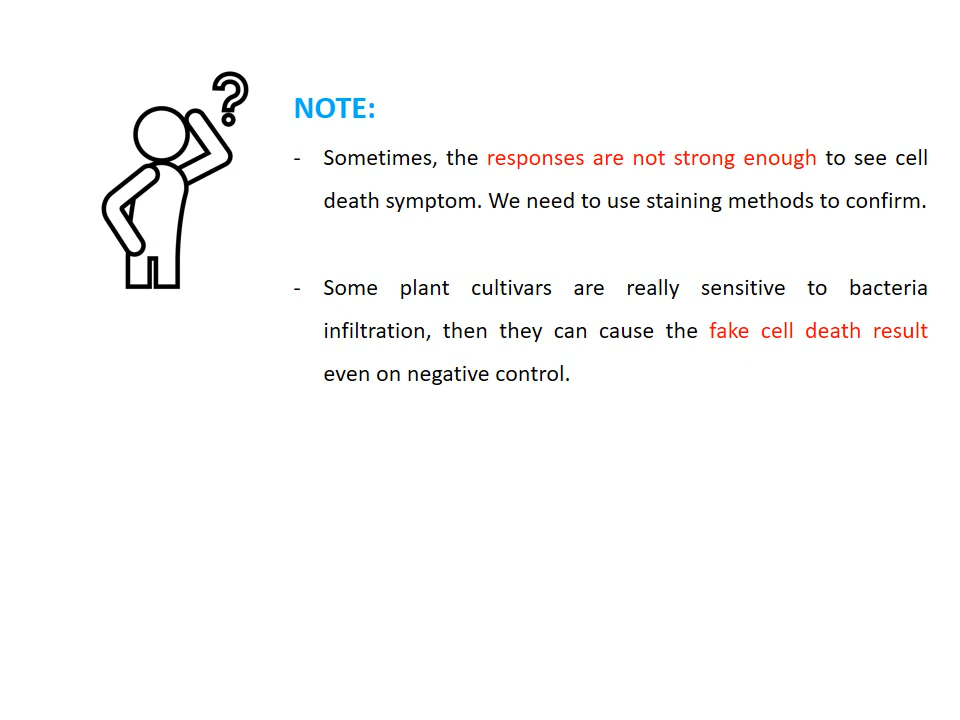 ?
NOTE:
- Sometimes, the responses are not strong enough to see cell
death symptom. We need to use staining methods to confirm.
- Some plant cultivars are really sensitive to bacteria
infiltration, then they can cause the fake cell death result
even on negative control.